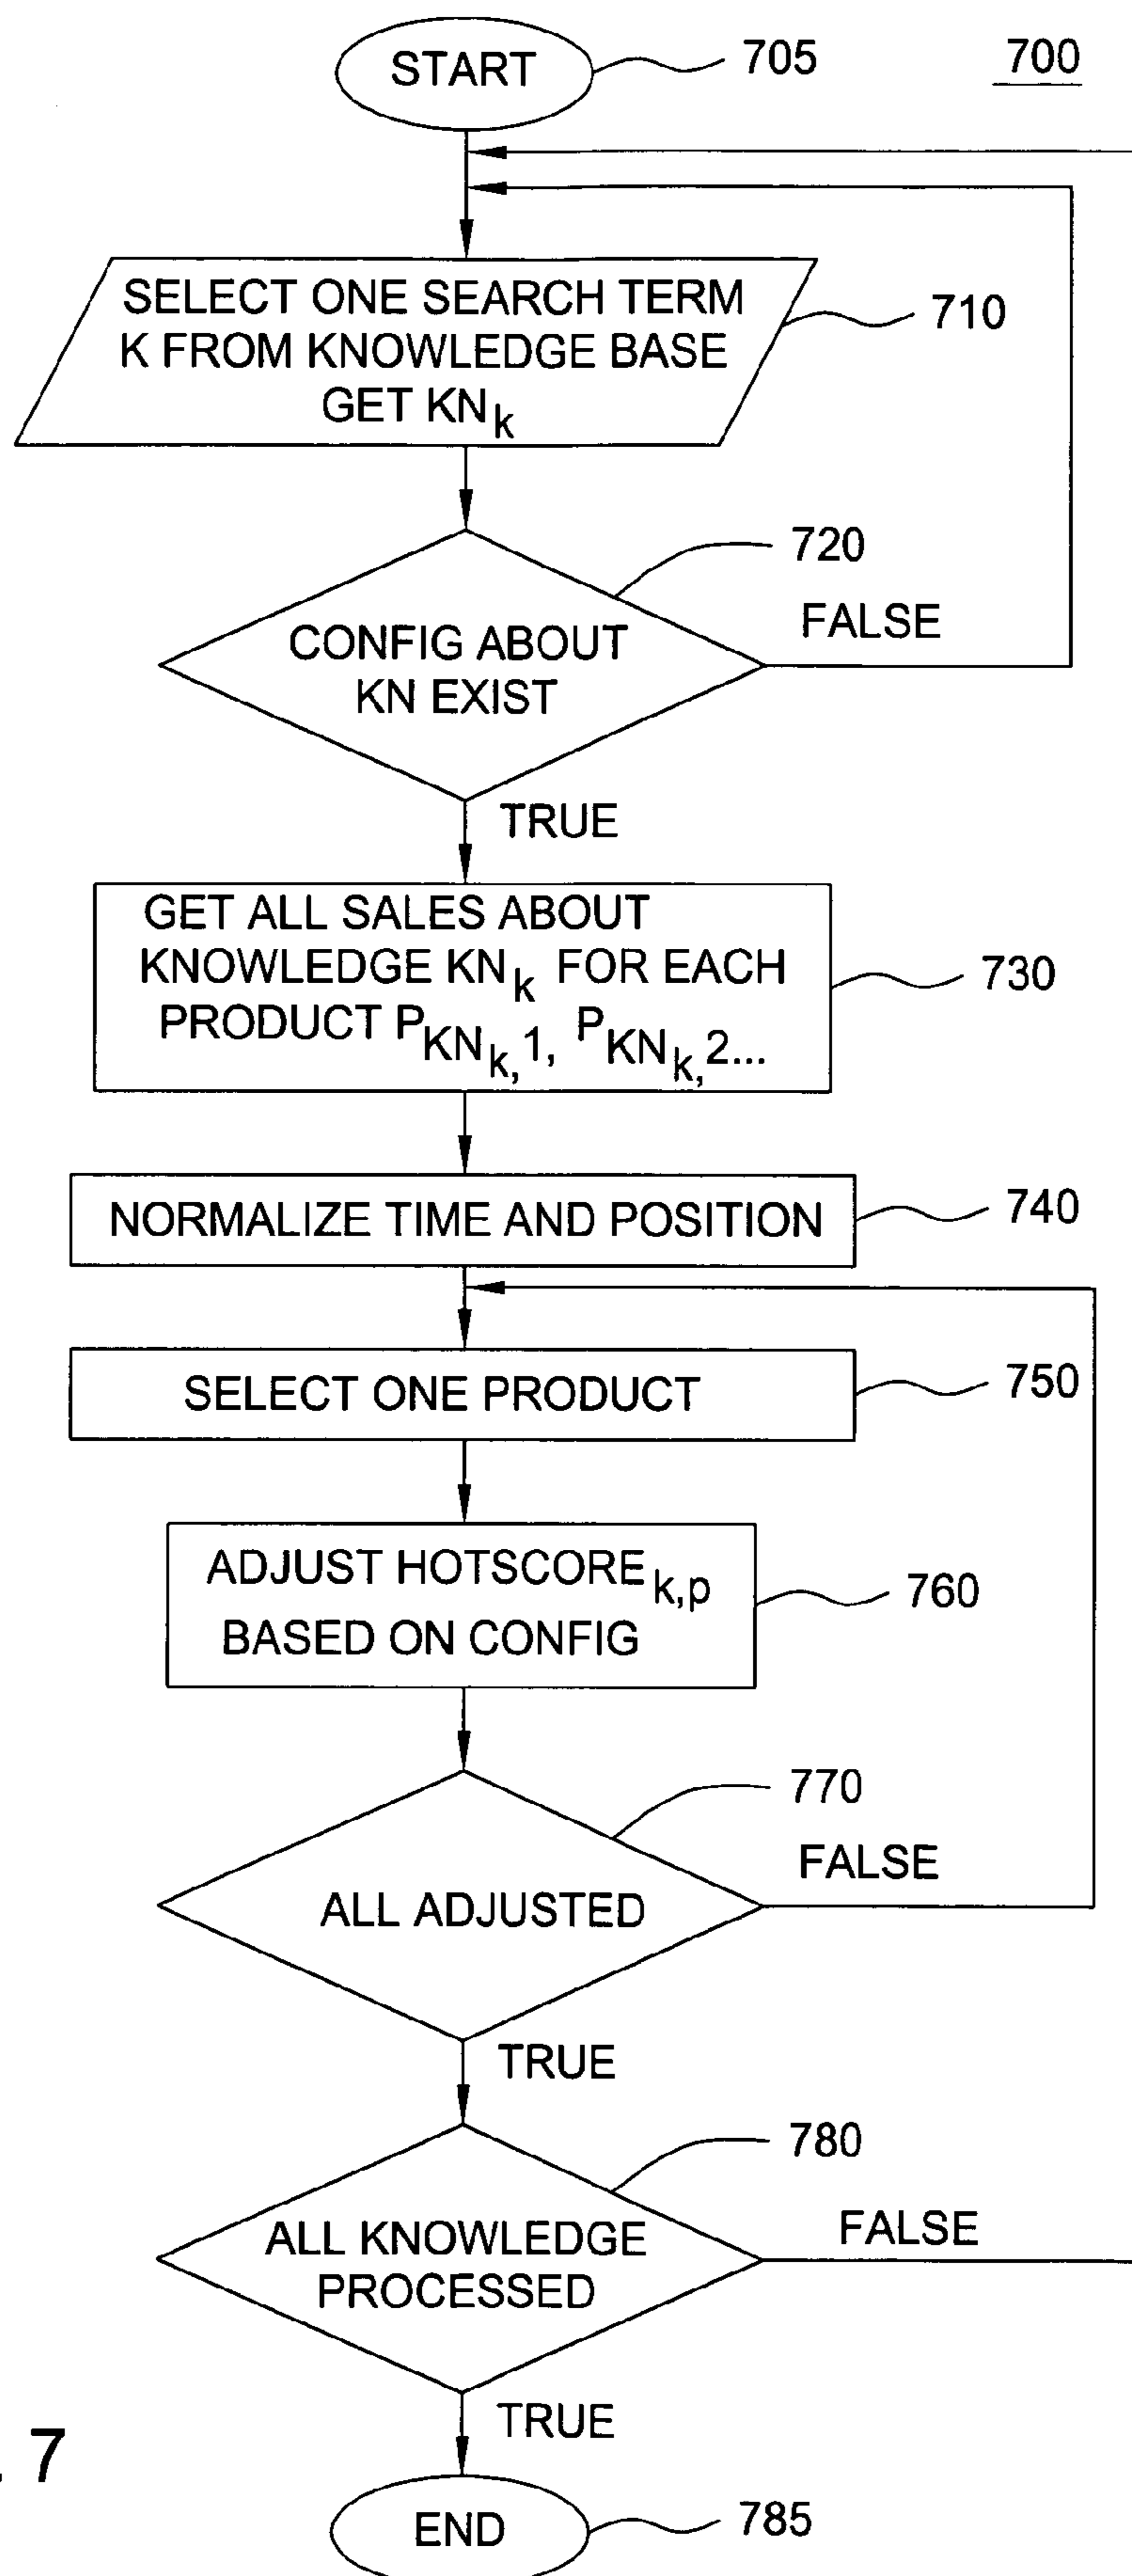 START
705
700
SELECT ONE SEARCH TERM
K FROM KNOWLEDGE BASE
GET KNk
710
720
CONFIG ABOUT
KN EXIST
FALSE
TRUE
GET ALL SALES ABOUT
KNOWLEDGE KNk FOR EACH
PRODUCT PKNk,1, PKNk,2...
730
NORMALIZE TIME AND POSITION
740
SELECT ONE PRODUCT
750
ADJUST HOTSCOREk,p
BASED ON CONFIG
760
770
ALL ADJUSTED
FALSE
TRUE
780
ALL KNOWLEDGE
PROCESSED
FALSE
TRUE
. 7
END
785